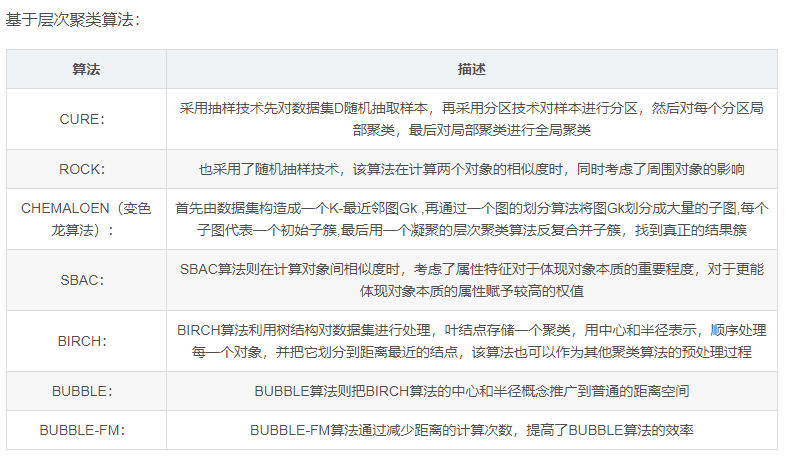 基于层次聚类算法：
算法
描述
CURE：
采用抽样技术先对数据集D随机抽取样本，再采用分区技术对样本进行分区，然后对每个分区局
部聚类，最后对局部聚类进行全局聚类
ROCK：
也采用了随机抽样技术，该算法在计算两个对象的相似度时，同时考虑了周围对象的影响
CHEMALOEN（变色
龙算法）：
首先由数据集构造成一个K-最近邻图Gk ,再通过一个图的划分算法将图Gk划分成大量的子图,每个
子图代表一个初始子簇,最后用一个凝聚的层次聚类算法反复合并子簇，找到真正的结果簇
SBAC：
SBAC算法则在计算对象间相似度时，考虑了属性特征对于体现对象本质的重要程度，对于更能
体现对象本质的属性赋予较高的权值
BIRCH：
BIRCH算法利用树结构对数据集进行处理，叶结点存储一个聚类，用中心和半径表示，顺序处理
每一个对象，并把它划分到距离最近的结点，该算法也可以作为其他聚类算法的预处理过程
BUBBLE：
BUBBLE算法则把BIRCH算法的中心和半径概念推广到普通的距离空间
BUBBLE-FM：
BUBBLE-FM算法通过减少距离的计算次数，提高了BUBBLE算法的效率